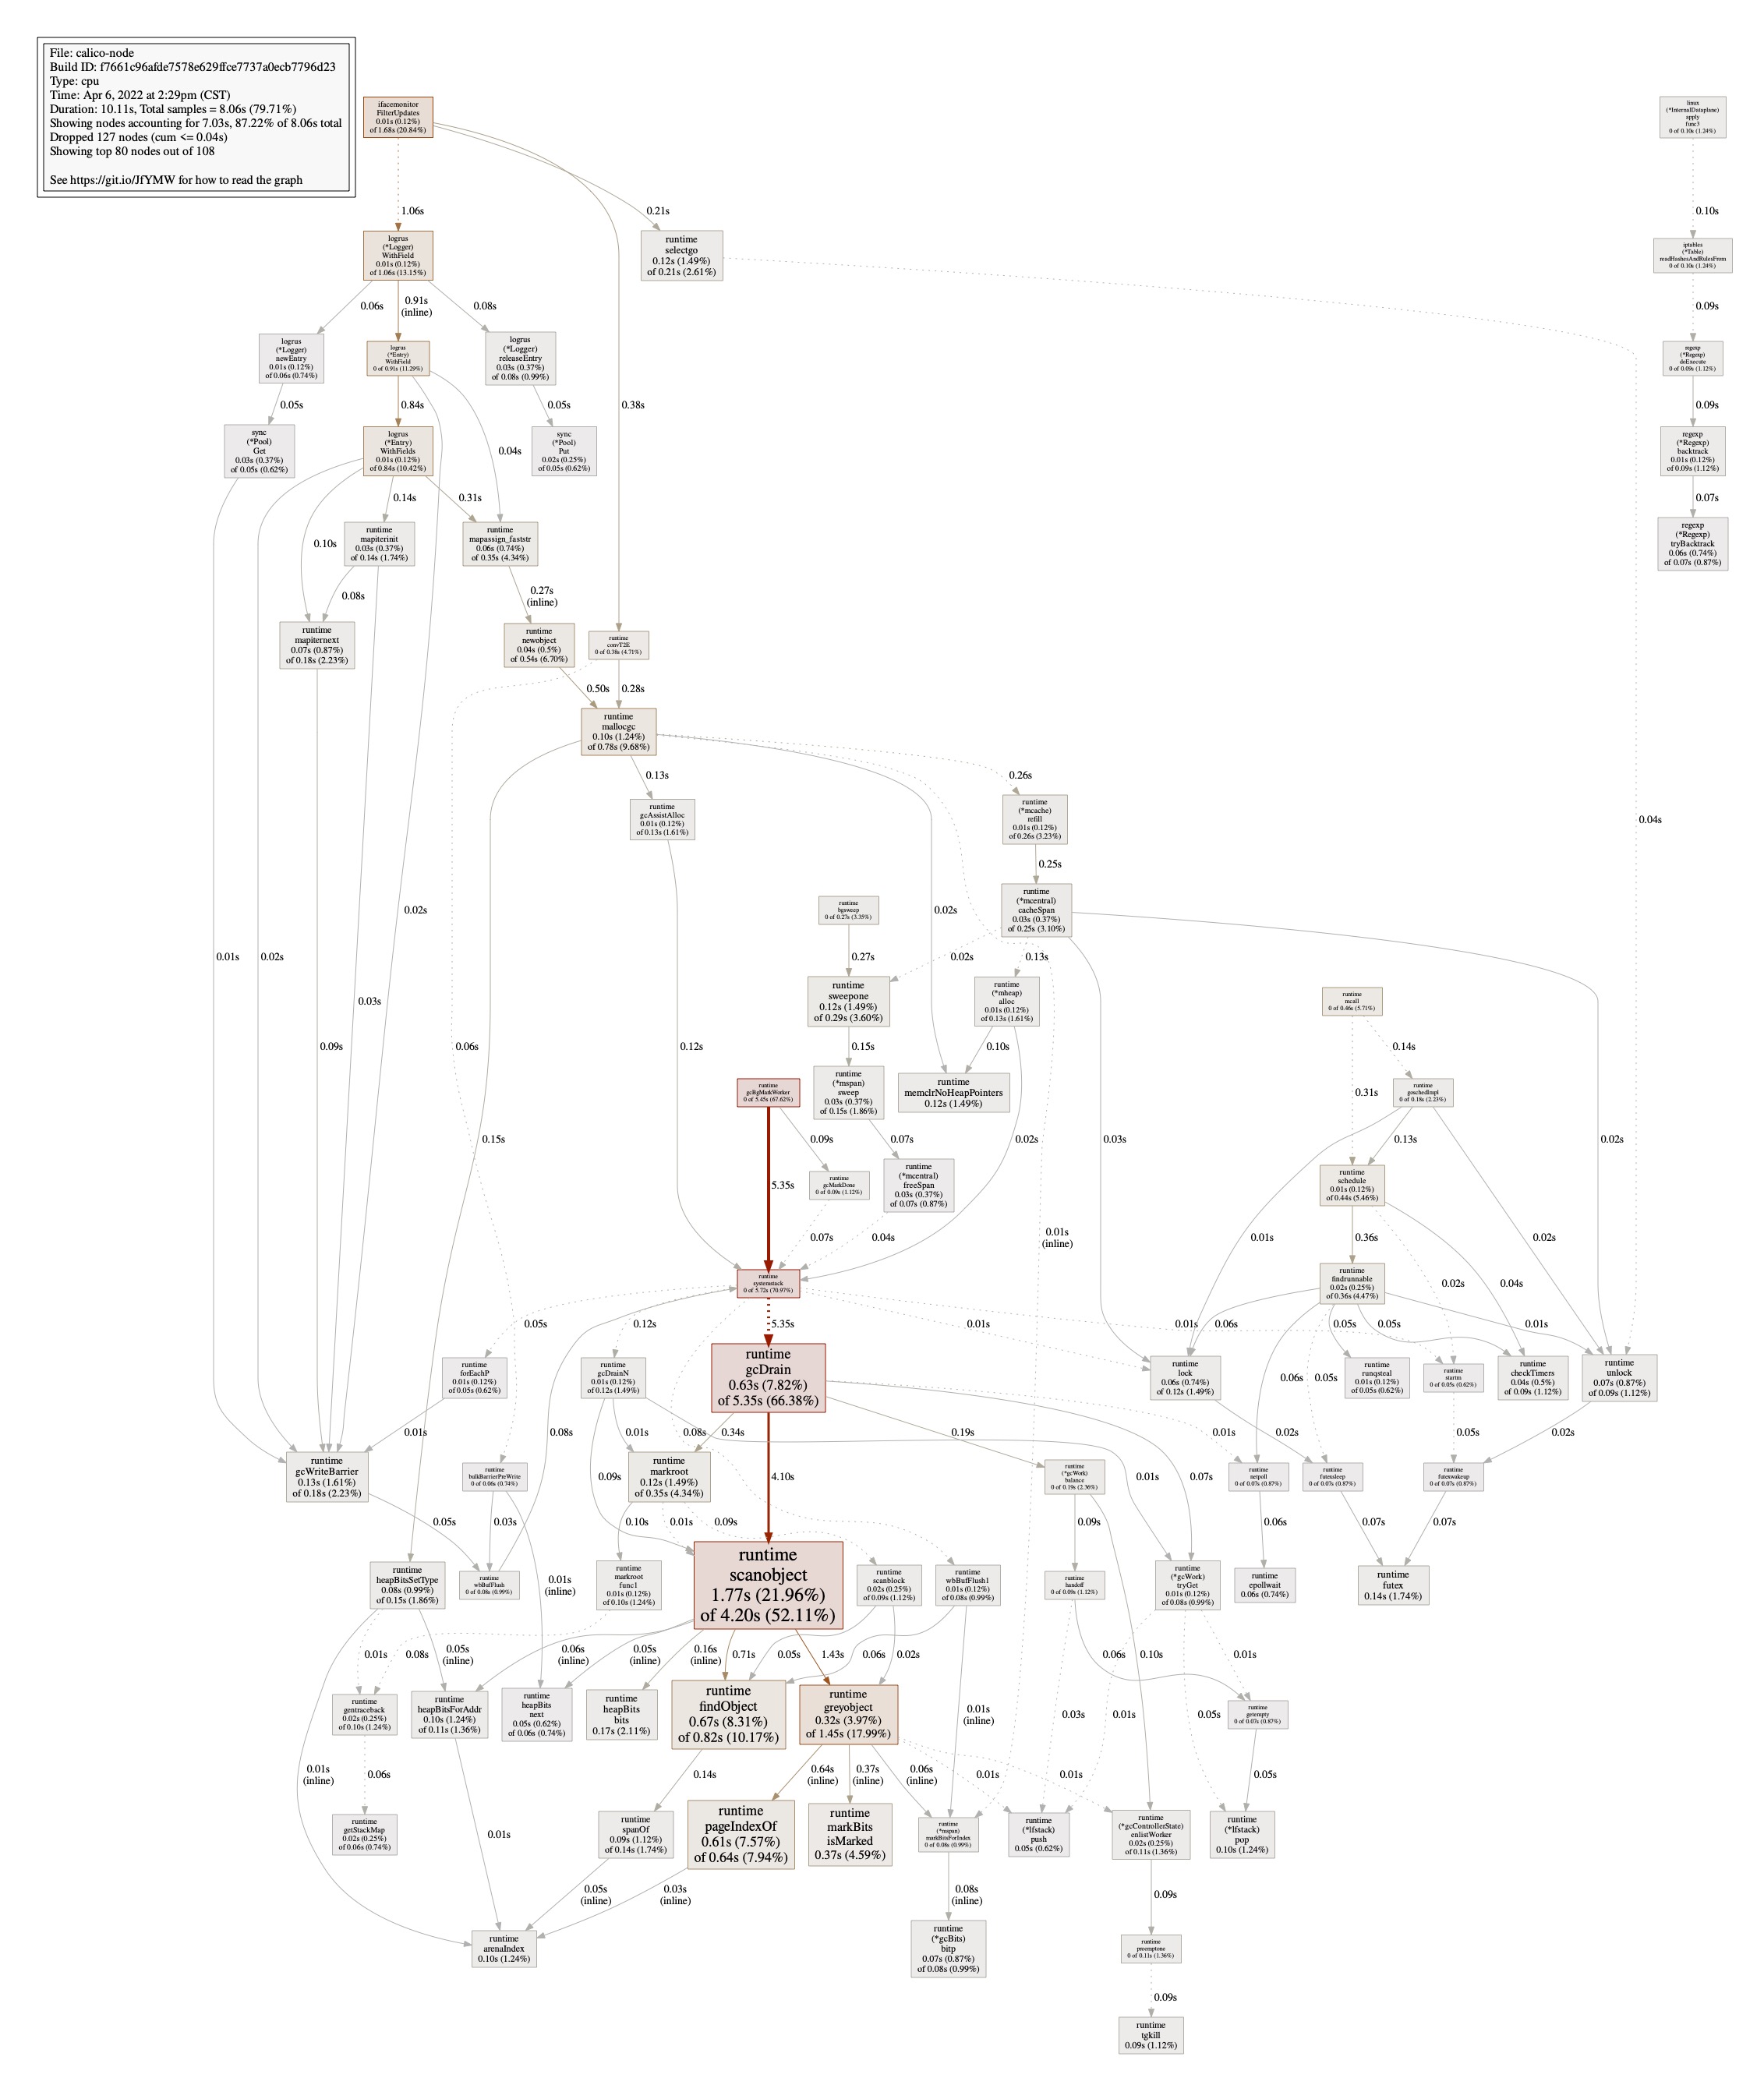 File: calico-node
Build ID: f7661c96afde7578e629ffce7737a0ecb7796d23
Type: cpu
Time: Apr 6, 2022 at 2:29pm (CST)
Duration: 10.11s, Total samples = 8.06s (79.71%)
Showing nodes accounting for 7.03s, 87.22% of 8.06s total
Dropped 127 nodes (cum <= 0.04s)
Showing top 80 nodes out of 108
See https://git.io/JfYMW for how to read the graph
ifacemonitor
FilterUpdates
0.01s (0.12%)
of 1.68s (20.84%)
linux
(*InternalDataplane)
apply
func3
0 of 0.10s (1.24%)
1.06s
0.21s
0.10s
logrus
(*Logger)
WithField
0.01s (0.12%)
of 1.06s (13.15%)
runtime
selectgo
0.12s (1.49%)
of 0.21s (2.61%)
iptables
(*Table)
readHashesAndRulesFrom
0 of 0.10s (1.24%)
0.06s
0.91s
(inline)
0.08s
0.09s
logrus
(*Logger)
newEntry
0.01s (0.12%)
of 0.06s (0.74%)
logrus
(*Entry)
WithField
0 of 0.91s (11.29%)
logrus
(*Logger)
releaseEntry
0.03s (0.37%)
of 0.08s (0.99%)
regexp
(*Regexp)
doExecute
0 of 0.09s (1.12%)
0.05s
0.84s
0.05s
0.38s
0.09s
sync
(*Pool)
Get
0.03s (0.37%)
of 0.05s (0.62%)
logrus
(*Entry)
WithFields
0.01s (0.12%)
of 0.84s (10.42%)
0.04s
sync
(*Pool)
Put
0.02s (0.25%)
of 0.05s (0.62%)
regexp
(*Regexp)
backtrack
0.01s (0.12%)
of 0.09s (1.12%)
0.14s
0.31s
0.07s
0.10s
runtime
mapiterinit
0.03s (0.37%)
of 0.14s (1.74%)
runtime
mapassign_faststr
0.06s (0.74%)
of 0.35s (4.34%)
regexp
(*Regexp)
tryBacktrack
0.06s (0.74%)
of 0.07s (0.87%)
0.08s
0.27s
(inline)
runtime
mapiternext
0.07s (0.87%)
of 0.18s (2.23%)
runtime
newobject
0.04s (0.5%)
of 0.54s (6.70%)
runtime
convT2E
0 of 0.38s (4.71%)
0.50s
0.28s
runtime
mallocgc
0.10s (1.24%)
of 0.78s (9.68%)
0.13s
0.26s
runtime
gcAssistAlloc
0.01s (0.12%)
of 0.13s (1.61%)
runtime
(*mcache)
refill
0.01s (0.12%)
of 0.26s (3.23%)
0.04s
0.25s
runtime
bgsweep
0 of 0.27s (3.35%)
runtime
(*mcentral)
cacheSpan
0.03s (0.37%)
of 0.25s (3.10%)
0.02s
0.02s
0.01s
0.02s
0.27s
0.02s
0.13s
0.03s
runtime
sweepone
0.12s (1.49%)
of 0.29s (3.60%)
runtime
(*mheap)
alloc
0.01s (0.12%)
of 0.13s (1.61%)
runtime
mcall
0 of 0.46s (5.71%)
0.09s
0.06s
0.12s
0.15s
0.10s
0.14s
runtime
gcBgMarkWorker
0 of 5.45s (67.62%)
runtime
(*mspan)
sweep
0.03s (0.37%)
of 0.15s (1.86%)
runtime
memclrNoHeapPointers
0.12s (1.49%)
0.31s
runtime
goschedImpl
0 of 0.18s (2.23%)
0.15s
0.09s
0.07s
0.02s
0.03s
0.13s
0.02s
5.35s
runtime
gcMarkDone
0 of 0.09s (1.12%)
runtime
(*mcentral)
freeSpan
0.03s (0.37%)
of 0.07s (0.87%)
runtime
schedule
0.01s (0.12%)
of 0.44s (5.46%)
0.07s
0.04s
0.01s
(inline)
0.01s
0.36s
0.02s
runtime
systemstack
0 of 5.72s (70.97%)
runtime
findrunnable
0.02s (0.25%)
of 0.36s (4.47%)
0.02s
0.04s
0.05s
0.12s
5.35s
0.01s
0.01s
0.06s
0.05s
0.05s
0.01s
runtime
forEachP
0.01s (0.12%)
of 0.05s (0.62%)
runtime
gcDrainN
0.01s (0.12%)
of 0.12s (1.49%)
runtime
gcDrain
0.63s (7.82%)
of 5.35s (66.38%)
runtime
lock
0.06s (0.74%)
of 0.12s (1.49%)
0.06s
0.05s
runtime
runqsteal
0.01s (0.12%)
of 0.05s (0.62%)
runtime
startm
0 of 0.05s (0.62%)
runtime
checkTimers
0.04s (0.5%)
of 0.09s (1.12%)
runtime
unlock
0.07s (0.87%)
of 0.09s (1.12%)
0.01s
0.08s
0.01s
0.08s
0.34s
0.19s
0.01s
0.02s
0.05s
0.02s
runtime
gcWriteBarrier
0.13s (1.61%)
of 0.18s (2.23%)
runtime
bulkBarrierPreWrite
0 of 0.06s (0.74%)
0.09s
runtime
markroot
0.12s (1.49%)
of 0.35s (4.34%)
4.10s
runtime
(*gcWork)
balance
0 of 0.19s (2.36%)
0.01s
0.07s
runtime
netpoll
0 of 0.07s (0.87%)
runtime
futexsleep
0 of 0.07s (0.87%)
runtime
futexwakeup
0 of 0.07s (0.87%)
0.05s
0.03s
0.10s
0.01s
0.09s
0.09s
0.06s
0.07s
0.07s
runtime
heapBitsSetType
0.08s (0.99%)
of 0.15s (1.86%)
runtime
wbBufFlush
0 of 0.08s (0.99%)
0.01s
(inline)
runtime
markroot
func1
0.01s (0.12%)
of 0.10s (1.24%)
runtime
scanobject
1.77s (21.96%)
of 4.20s (52.11%)
runtime
scanblock
0.02s (0.25%)
of 0.09s (1.12%)
runtime
wbBufFlush1
0.01s (0.12%)
of 0.08s (0.99%)
runtime
handoff
0 of 0.09s (1.12%)
runtime
(*gcWork)
tryGet
0.01s (0.12%)
of 0.08s (0.99%)
runtime
epollwait
0.06s (0.74%)
runtime
futex
0.14s (1.74%)
0.01s
0.08s
0.05s
(inline)
0.06s
(inline)
0.05s
(inline)
0.16s
(inline)
0.71s
0.05s
1.43s
0.06s
0.02s
0.06s
0.10s
0.01s
runtime
gentraceback
0.02s (0.25%)
of 0.10s (1.24%)
runtime
heapBitsForAddr
0.10s (1.24%)
of 0.11s (1.36%)
runtime
heapBits
next
0.05s (0.62%)
of 0.06s (0.74%)
runtime
heapBits
bits
0.17s (2.11%)
runtime
findObject
0.67s (8.31%)
of 0.82s (10.17%)
runtime
greyobject
0.32s (3.97%)
of 1.45s (17.99%)
0.01s
(inline)
0.03s
0.01s
0.05s
runtime
getempty
0 of 0.07s (0.87%)
0.01s
(inline)
0.06s
0.14s
0.64s
(inline)
0.37s
(inline)
0.06s
(inline)
0.01s
0.01s
0.05s
runtime
getStackMap
0.02s (0.25%)
of 0.06s (0.74%)
0.01s
runtime
spanOf
0.09s (1.12%)
of 0.14s (1.74%)
runtime
pageIndexOf
0.61s (7.57%)
of 0.64s (7.94%)
runtime
markBits
isMarked
0.37s (4.59%)
runtime
(*mspan)
markBitsForIndex
0 of 0.08s (0.99%)
runtime
(*lfstack)
push
0.05s (0.62%)
runtime
(*gcControllerState)
enlistWorker
0.02s (0.25%)
of 0.11s (1.36%)
runtime
(*lfstack)
pop
0.10s (1.24%)
0.05s
(inline)
0.03s
(inline)
0.08s
(inline)
0.09s
runtime
arenaIndex
0.10s (1.24%)
runtime
(*gcBits)
bitp
0.07s (0.87%)
of 0.08s (0.99%)
runtime
preemptone
0 of 0.11s (1.36%)
0.09s
runtime
tgkill
0.09s (1.12%)